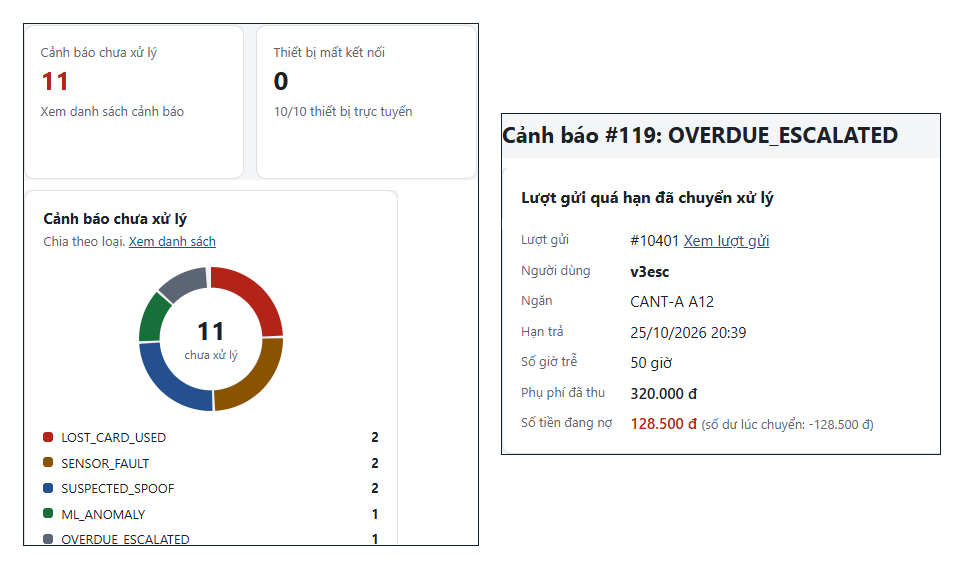 Cảnh báo chưa xử lý
11
Xem danh sách cảnh báo
Thiết bị mất kết nối
0
10/10 thiết bị trực tuyến
Cảnh báo chưa xử lý
Chia theo loại. Xem danh sách
11
chưa xử lý
LOST_CARD_USED 2
SENSOR_FAULT 2
SUSPECTED_SPOOF 2
ML_ANOMALY 1
OVERDUE_ESCALATED 1
Cảnh báo #119: OVERDUE_ESCALATED
Lượt gửi quá hạn đã chuyển xử lý
Lượt gửi #10401 Xem lượt gửi
Người dùng v3esc
Ngăn CANT-A A12
Hạn trả 25/10/2026 20:39
Số giờ trễ 50 giờ
Phụ phí đã thu 320.000 đ
Số tiền đang nợ 128.500 đ (số dư lúc chuyển: -128.500 đ)